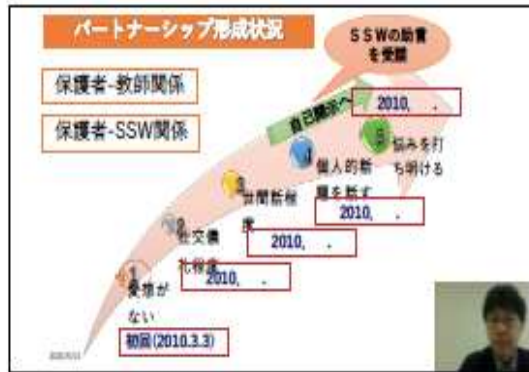 パートナーシップ形成状況
SSWの助言
を受諾
保護者-教師関係
保護者-SSW関係
自己開示へ
2010, .
5
悩みを打
ち明ける
4
個人的話
題を話す
2010, .
3
世間話程
度
2010, .
2
社交儀
礼程度
2010, .
1
愛想が
ない
初回(2010.3.3)